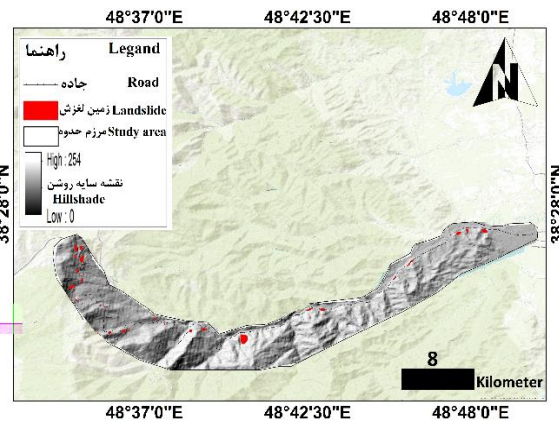 48°37'0"E 48°42'30"E 48°48'0"E
راهنما Legand
جاده Road
زمین لغزش Landslide
مرزم حدوه Study area
High : 254
نقشه سایه روشن
Hillshade
Low : 0
N
38°28'0"N 38°28'0"N
8
Kilometer
48°37'0"E 48°42'30"E 48°48'0"E